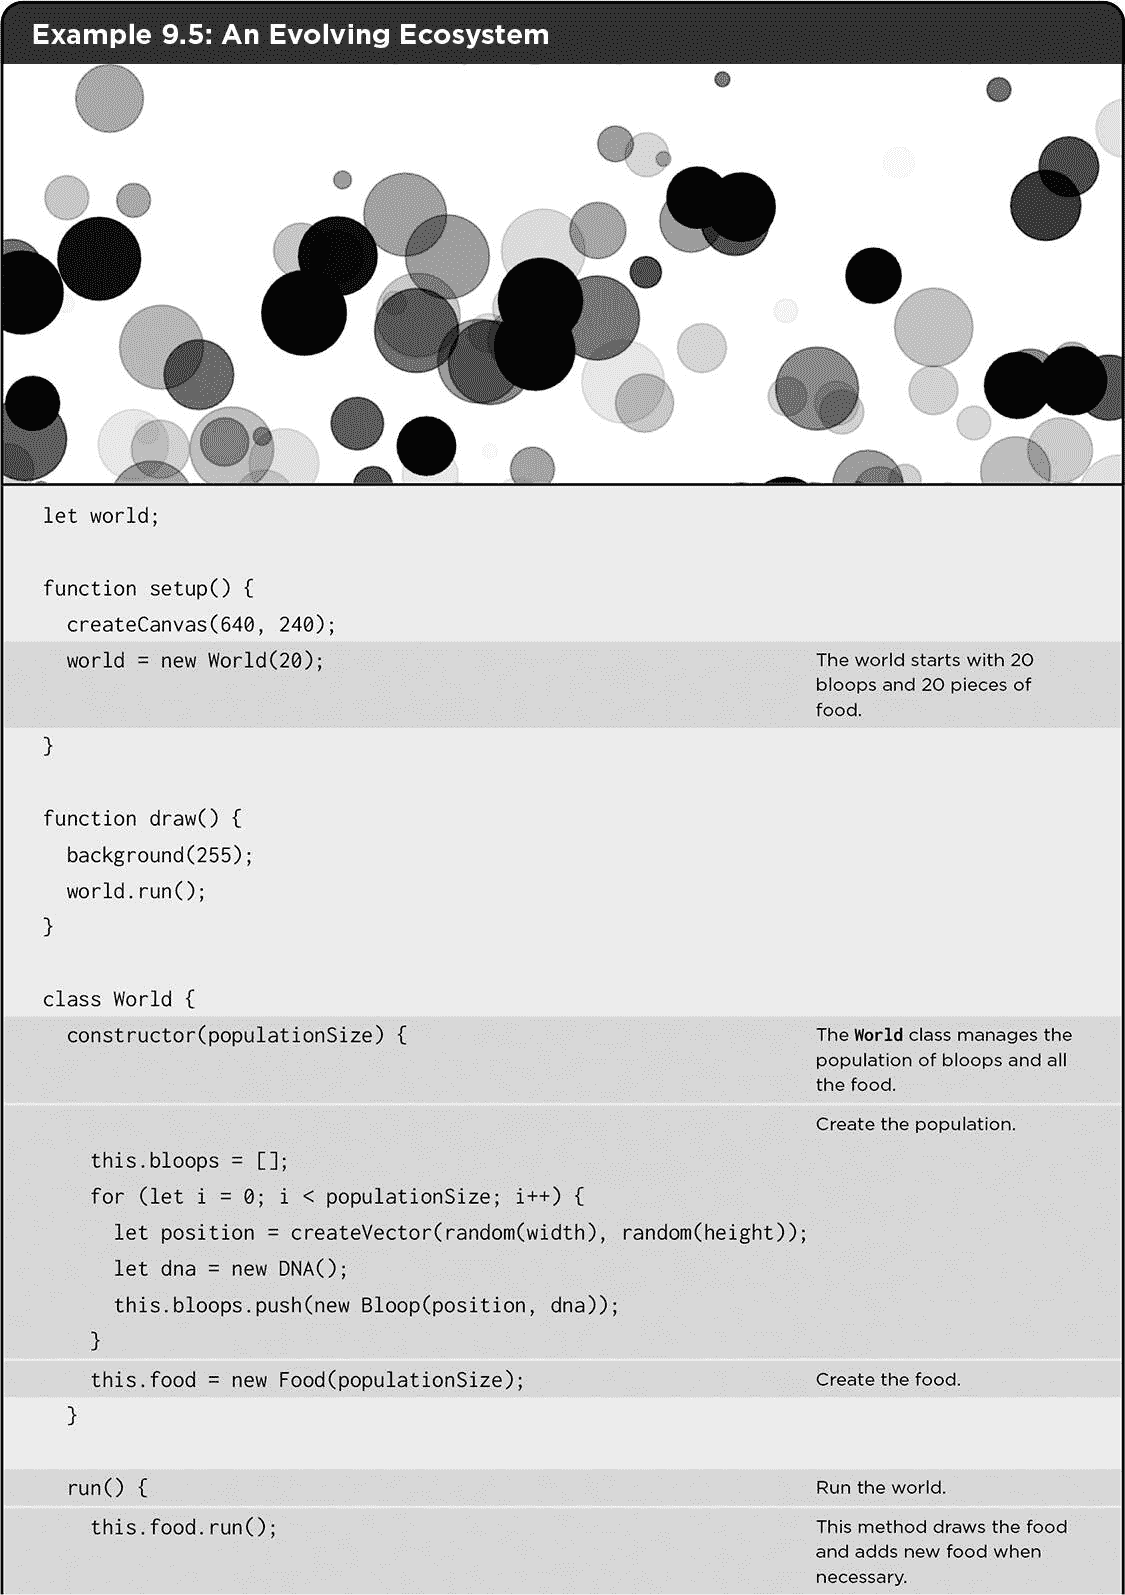 Example 9.5: An Evolving Ecosystem
let world;
function setup() {
createCanvas(640, 240);
world = new World(20);
The world starts with 20
bloops and 20 pieces of
food.
}
function draw() {
background(255);
world.run();
}
class World {
constructor(populationSize) {
The World class manages the
population of bloops and all
the food.
Create the population.
this.bloops = [];
for (let i = 0; i < populationSize; i++) {
let position = createVector(random(width), random(height));
let dna = new DNA();
this.bloops.push(new Bloop(position, dna));
}
this.food = new Food(populationSize);
Create the food.
}
run() {
Run the world.
this.food.run();
This method draws the food
and adds new food when
necessary.